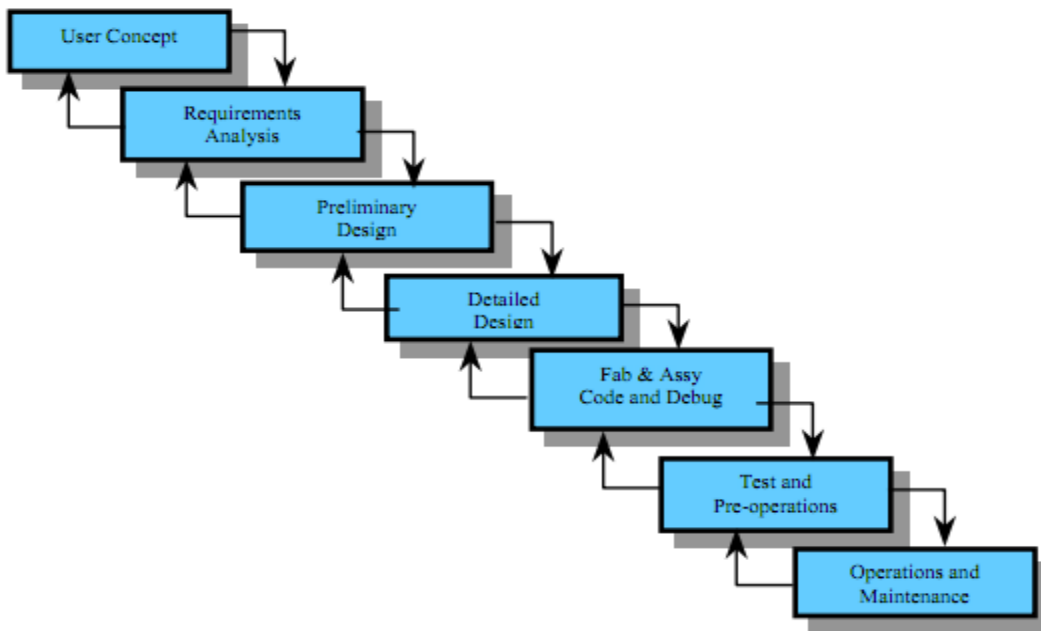 User Concept
Requirements
Analysis
Preliminary
Design
Detailed
Design
Fab & Assy
Code and Debug
Test and
Pre-operations
Operations and
Maintenance